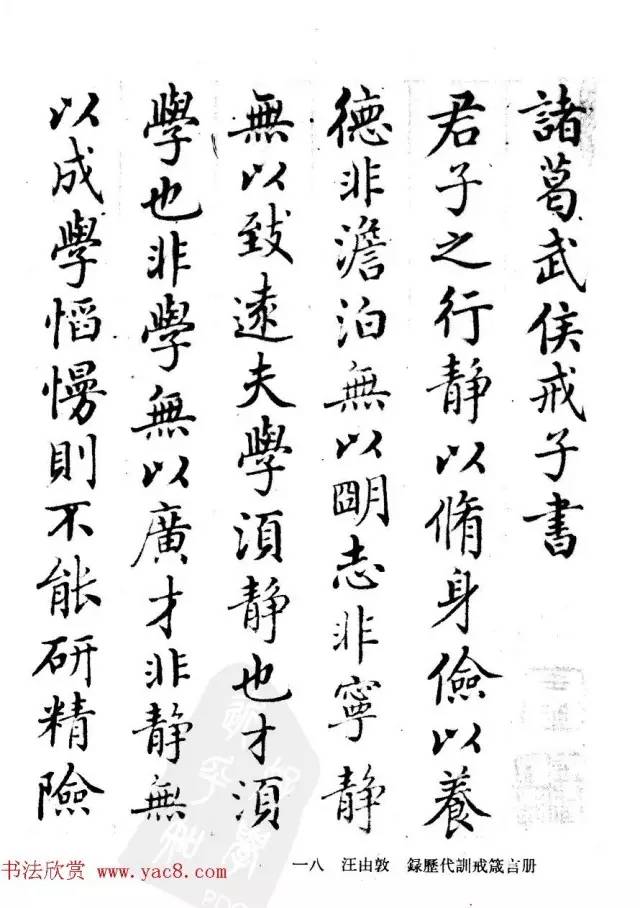 諸葛武侯戒子書
君子之行靜以脩身儉以養
德非澹泊無以朙志非寧靜
無以致遠夫學須靜也才須
學也非學無以廣才非靜無
以成學慆慢則不能研精險
册言箴戒訓代歷録 敦由汪 八一
书法欣赏 www.yac8.com